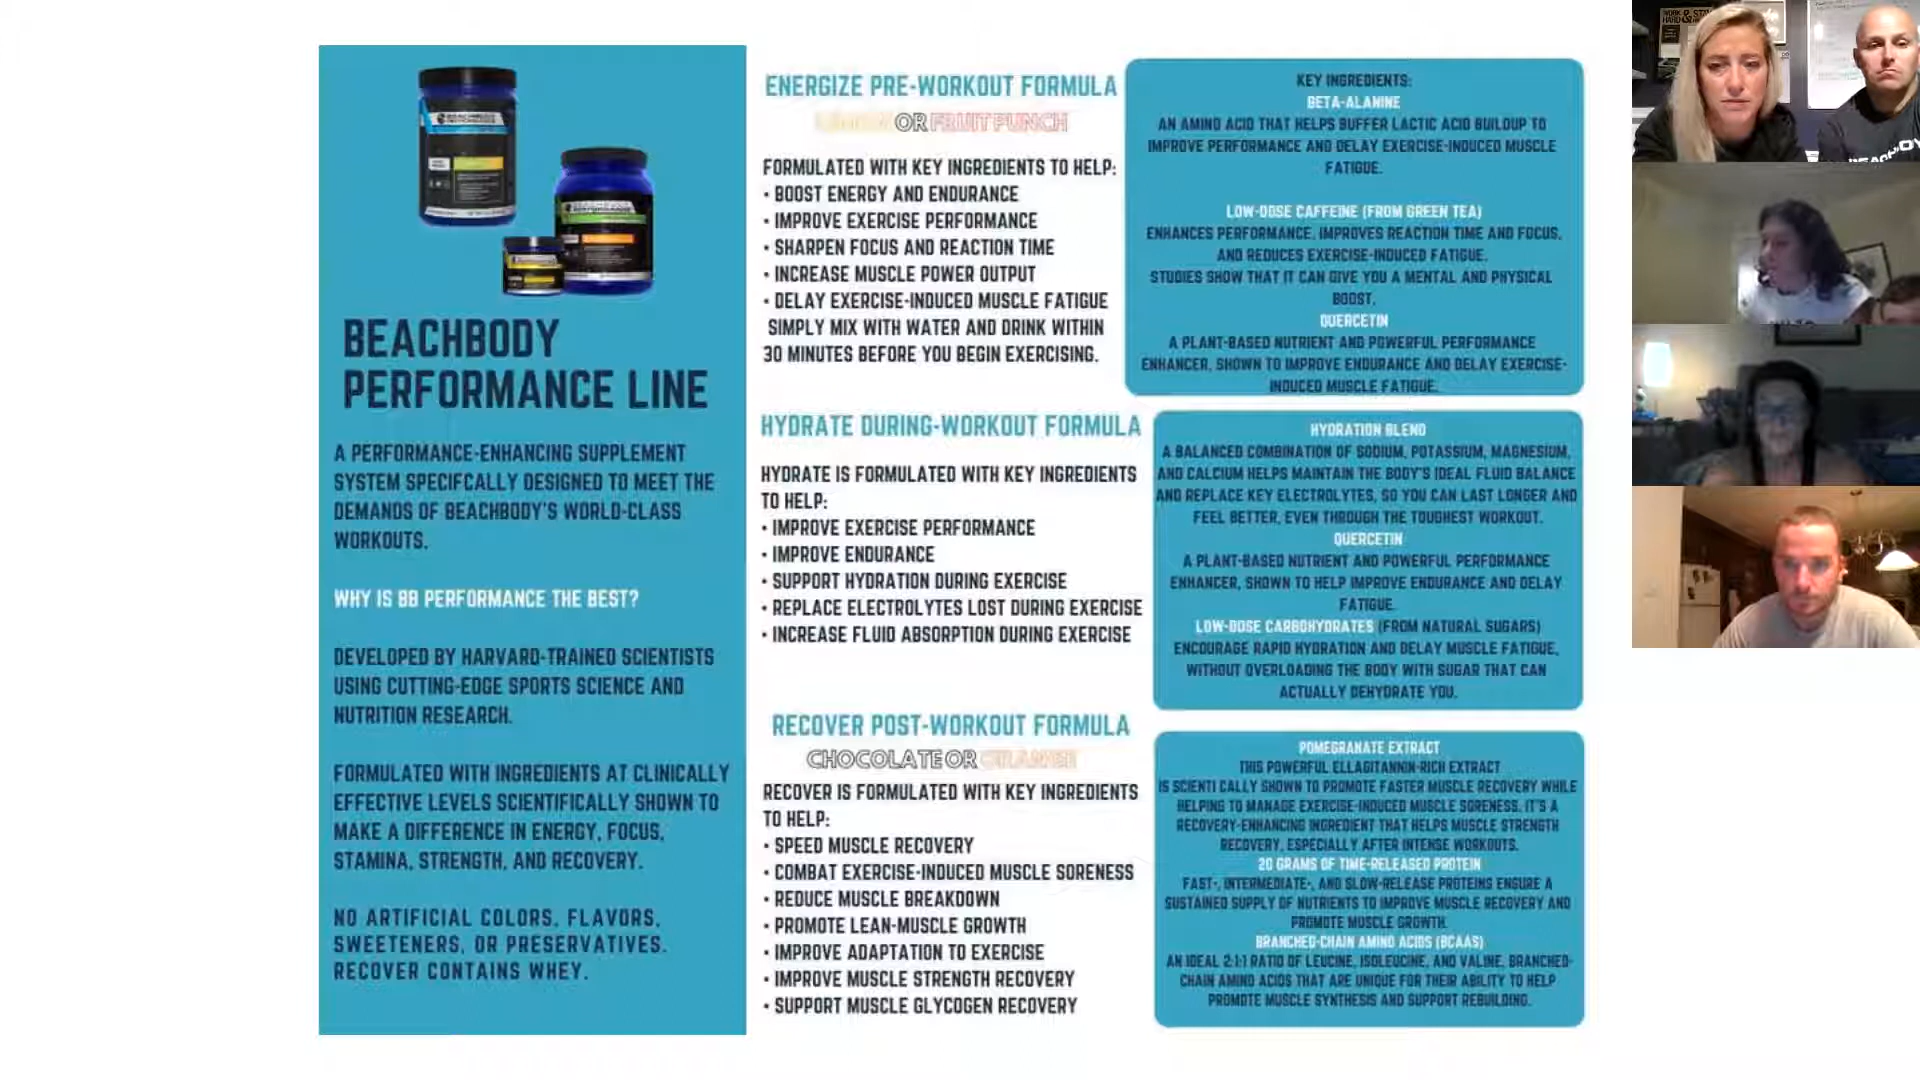 BEACHBODY
PERFORMANCE LINE
A PERFORMANCE-ENHANCING SUPPLEMENT
SYSTEM SPECIFCALLY DESIGNED TO MEET THE
DEMANDS OF BEACHBODY'S WORLD-CLASS
WORKOUTS.
WHY IS BB PERFORMANCE THE BEST?
DEVELOPED BY HARVARD-TRAINED SCIENTISTS
USING CUTTING-EDGE SPORTS SCIENCE AND
NUTRITION RESEARCH.
FORMULATED WITH INGREDIENTS AT CLINICALLY
EFFECTIVE LEVELS SCIENTIFICALLY SHOWN TO
MAKE A DIFFERENCE IN ENERGY, FOCUS,
STAMINA, STRENGTH, AND RECOVERY.
NO ARTIFICIAL COLORS, FLAVORS,
SWEETENERS, OR PRESERVATIVES.
RECOVER CONTAINS WHEY.
ENERGIZE PRE-WORKOUT FORMULA
OR FRUIT PUNCH
FORMULATED WITH KEY INGREDIENTS TO HELP:
• BOOST ENERGY AND ENDURANCE
• IMPROVE EXERCISE PERFORMANCE
• SHARPEN FOCUS AND REACTION TIME
• INCREASE MUSCLE POWER OUTPUT
• DELAY EXERCISE-INDUCED MUSCLE FATIGUE
SIMPLY MIX WITH WATER AND DRINK WITHIN
30 MINUTES BEFORE YOU BEGIN EXERCISING.
KEY INGREDIENTS:
BETA-ALANINE
AN AMINO ACID THAT HELPS BUFFER LACTIC ACID BUILDUP TO
IMPROVE PERFORMANCE AND DELAY EXERCISE-INDUCED MUSCLE
FATIGUE.
LOW-DOSE CAFFEINE (FROM GREEN TEA)
ENHANCES PERFORMANCE, IMPROVES REACTION TIME AND FOCUS,
AND REDUCES EXERCISE-INDUCED FATIGUE.
STUDIES SHOW THAT IT CAN GIVE YOU A MENTAL AND PHYSICAL
BOOST.
QUERCETIN
A PLANT-BASED NUTRIENT AND POWERFUL PERFORMANCE
ENHANCER, SHOWN TO IMPROVE ENDURANCE AND DELAY EXERCISE-
INDUCED MUSCLE FATIGUE.
HYDRATE DURING-WORKOUT FORMULA
HYDRATE IS FORMULATED WITH KEY INGREDIENTS
TO HELP:
• IMPROVE EXERCISE PERFORMANCE
• IMPROVE ENDURANCE
• SUPPORT HYDRATION DURING EXERCISE
• REPLACE ELECTROLYTES LOST DURING EXERCISE
• INCREASE FLUID ABSORPTION DURING EXERCISE
HYDRATION BLEND
A BALANCED COMBINATION OF SODIUM, POTASSIUM, MAGNESIUM,
AND CALCIUM HELPS MAINTAIN THE BODY'S IDEAL FLUID BALANCE
AND REPLACE KEY ELECTROLYTES, SO YOU CAN LAST LONGER AND
FEEL BETTER, EVEN THROUGH THE TOUGHEST WORKOUT.
QUERCETIN
A PLANT-BASED NUTRIENT AND POWERFUL PERFORMANCE
ENHANCER, SHOWN TO HELP IMPROVE ENDURANCE AND DELAY
FATIGUE.
LOW-DOSE CARBOHYDRATES (FROM NATURAL SUGARS)
ENCOURAGE RAPID HYDRATION AND DELAY MUSCLE FATIGUE,
WITHOUT OVERLOADING THE BODY WITH SUGAR THAT CAN
ACTUALLY DEHYDRATE YOU.
RECOVER POST-WORKOUT FORMULA
CHOCOLATE OR
RECOVER IS FORMULATED WITH KEY INGREDIENTS
TO HELP:
• SPEED MUSCLE RECOVERY
• COMBAT EXERCISE-INDUCED MUSCLE SORENESS
• REDUCE MUSCLE BREAKDOWN
• PROMOTE LEAN-MUSCLE GROWTH
• IMPROVE ADAPTATION TO EXERCISE
• IMPROVE MUSCLE STRENGTH RECOVERY
• SUPPORT MUSCLE GLYCOGEN RECOVERY
POMEGRANATE EXTRACT
THIS POWERFUL ELLAGITANNIN-RICH EXTRACT
IS SCIENTI CALLY SHOWN TO PROMOTE FASTER MUSCLE RECOVERY WHILE
HELPING TO MANAGE EXERCISE-INDUCED MUSCLE SORENESS. IT'S A
RECOVERY-ENHANCING INGREDIENT THAT HELPS MUSCLE STRENGTH
RECOVERY, ESPECIALLY AFTER INTENSE WORKOUTS.
20 GRAMS OF TIME-RELEASED PROTEIN
FAST-, INTERMEDIATE-, AND SLOW-RELEASE PROTEINS ENSURE A
SUSTAINED SUPPLY OF NUTRIENTS TO IMPROVE MUSCLE RECOVERY AND
PROMOTE MUSCLE GROWTH.
BRANCHED-CHAIN AMINO ACIDS (BCAAS)
AN IDEAL 2:1:1 RATIO OF LEUCINE, ISOLEUCINE, AND VALINE, BRANCHED-
CHAIN AMINO ACIDS THAT ARE UNIQUE FOR THEIR ABILITY TO HELP
PROMOTE MUSCLE SYNTHESIS AND SUPPORT REBUILDING.